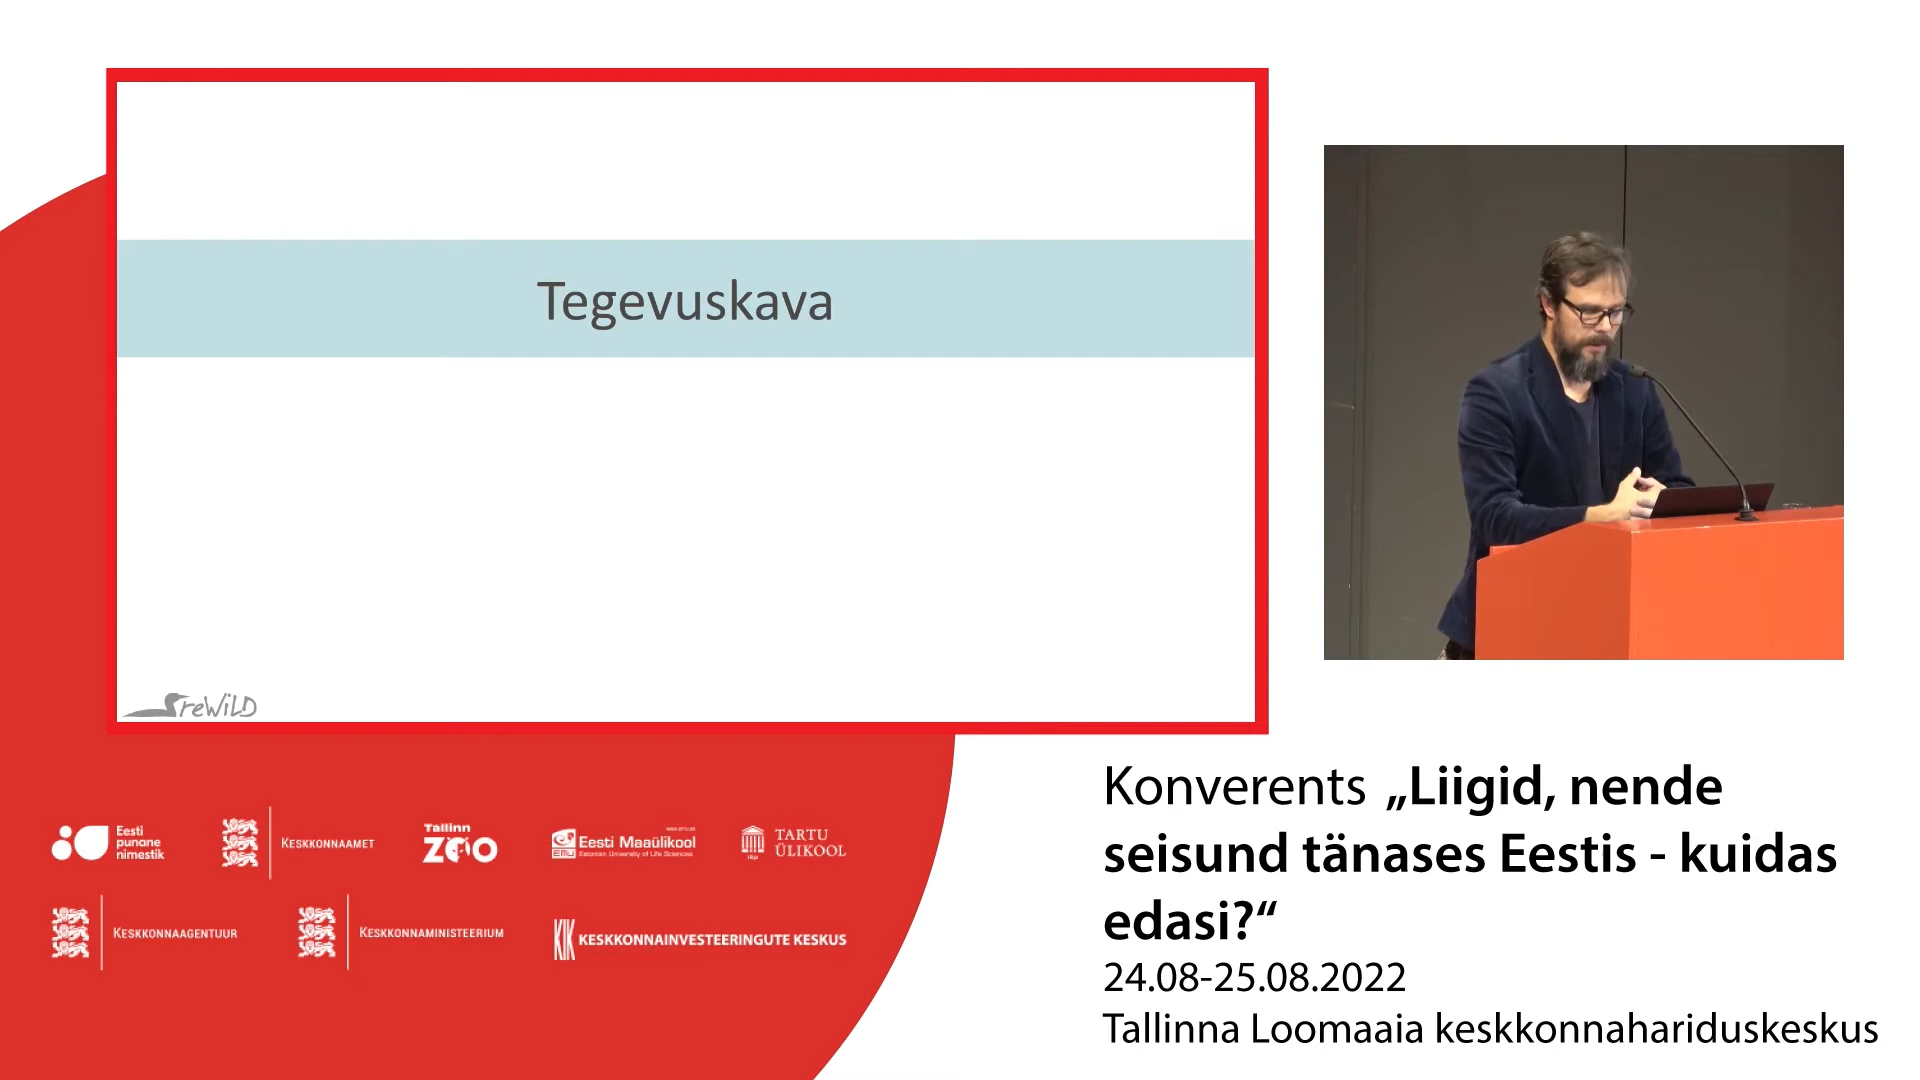 Tegevuskava
reWiLD
Konverents „Liigid, nende
seisund tänases Eestis - kuidas
edasi?“
24.08-25.08.2022
Tallinna Loomaaia keskkonnahariduskeskus
Eesti
punane
nimestik
KESKKONNAAMET
Tallinn
ZOO
EMÜ
Eesti Maaülikool
Estonian University of Life Sciences
TARTU
ÜLIKOOL
KESKKONNAAGENTUUR
KESKKONNAMINISTEERIUM
KIK KESKKONNAINVESTEERINGUTE KESKUS